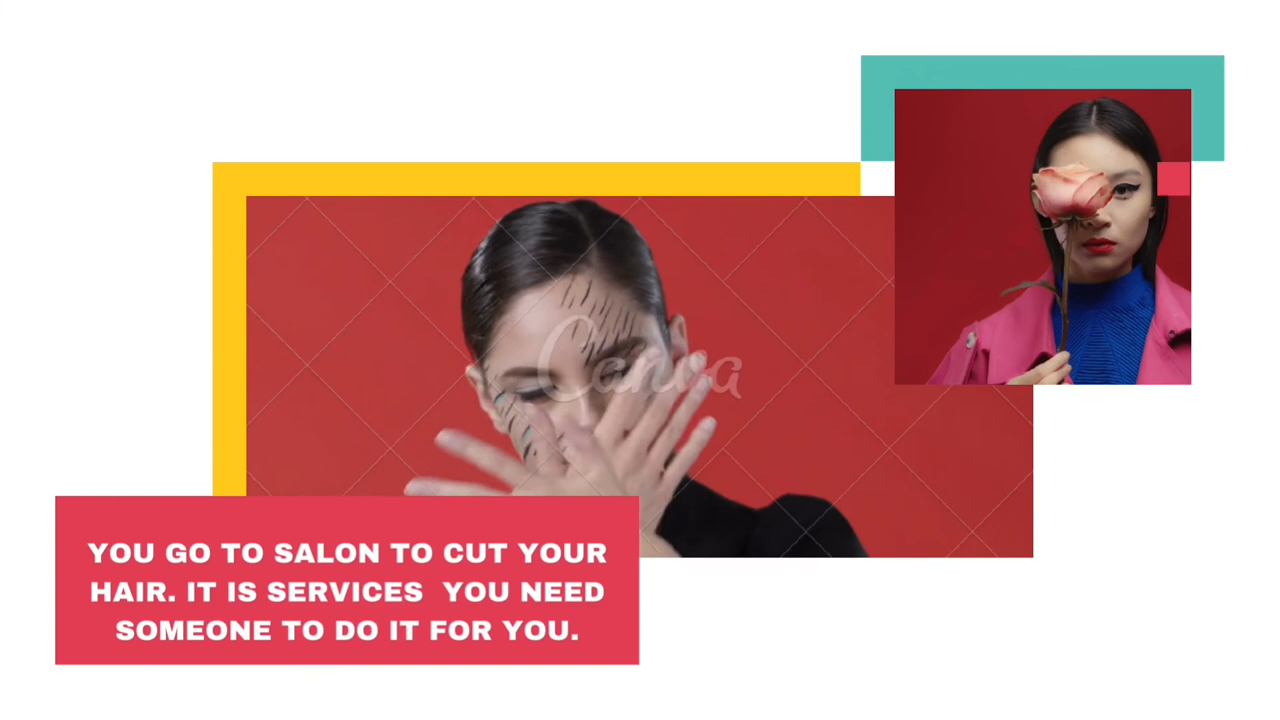 Canva
YOU GO TO SALON TO CUT YOUR
HAIR. IT IS SERVICES  YOU NEED
SOMEONE TO DO IT FOR YOU.